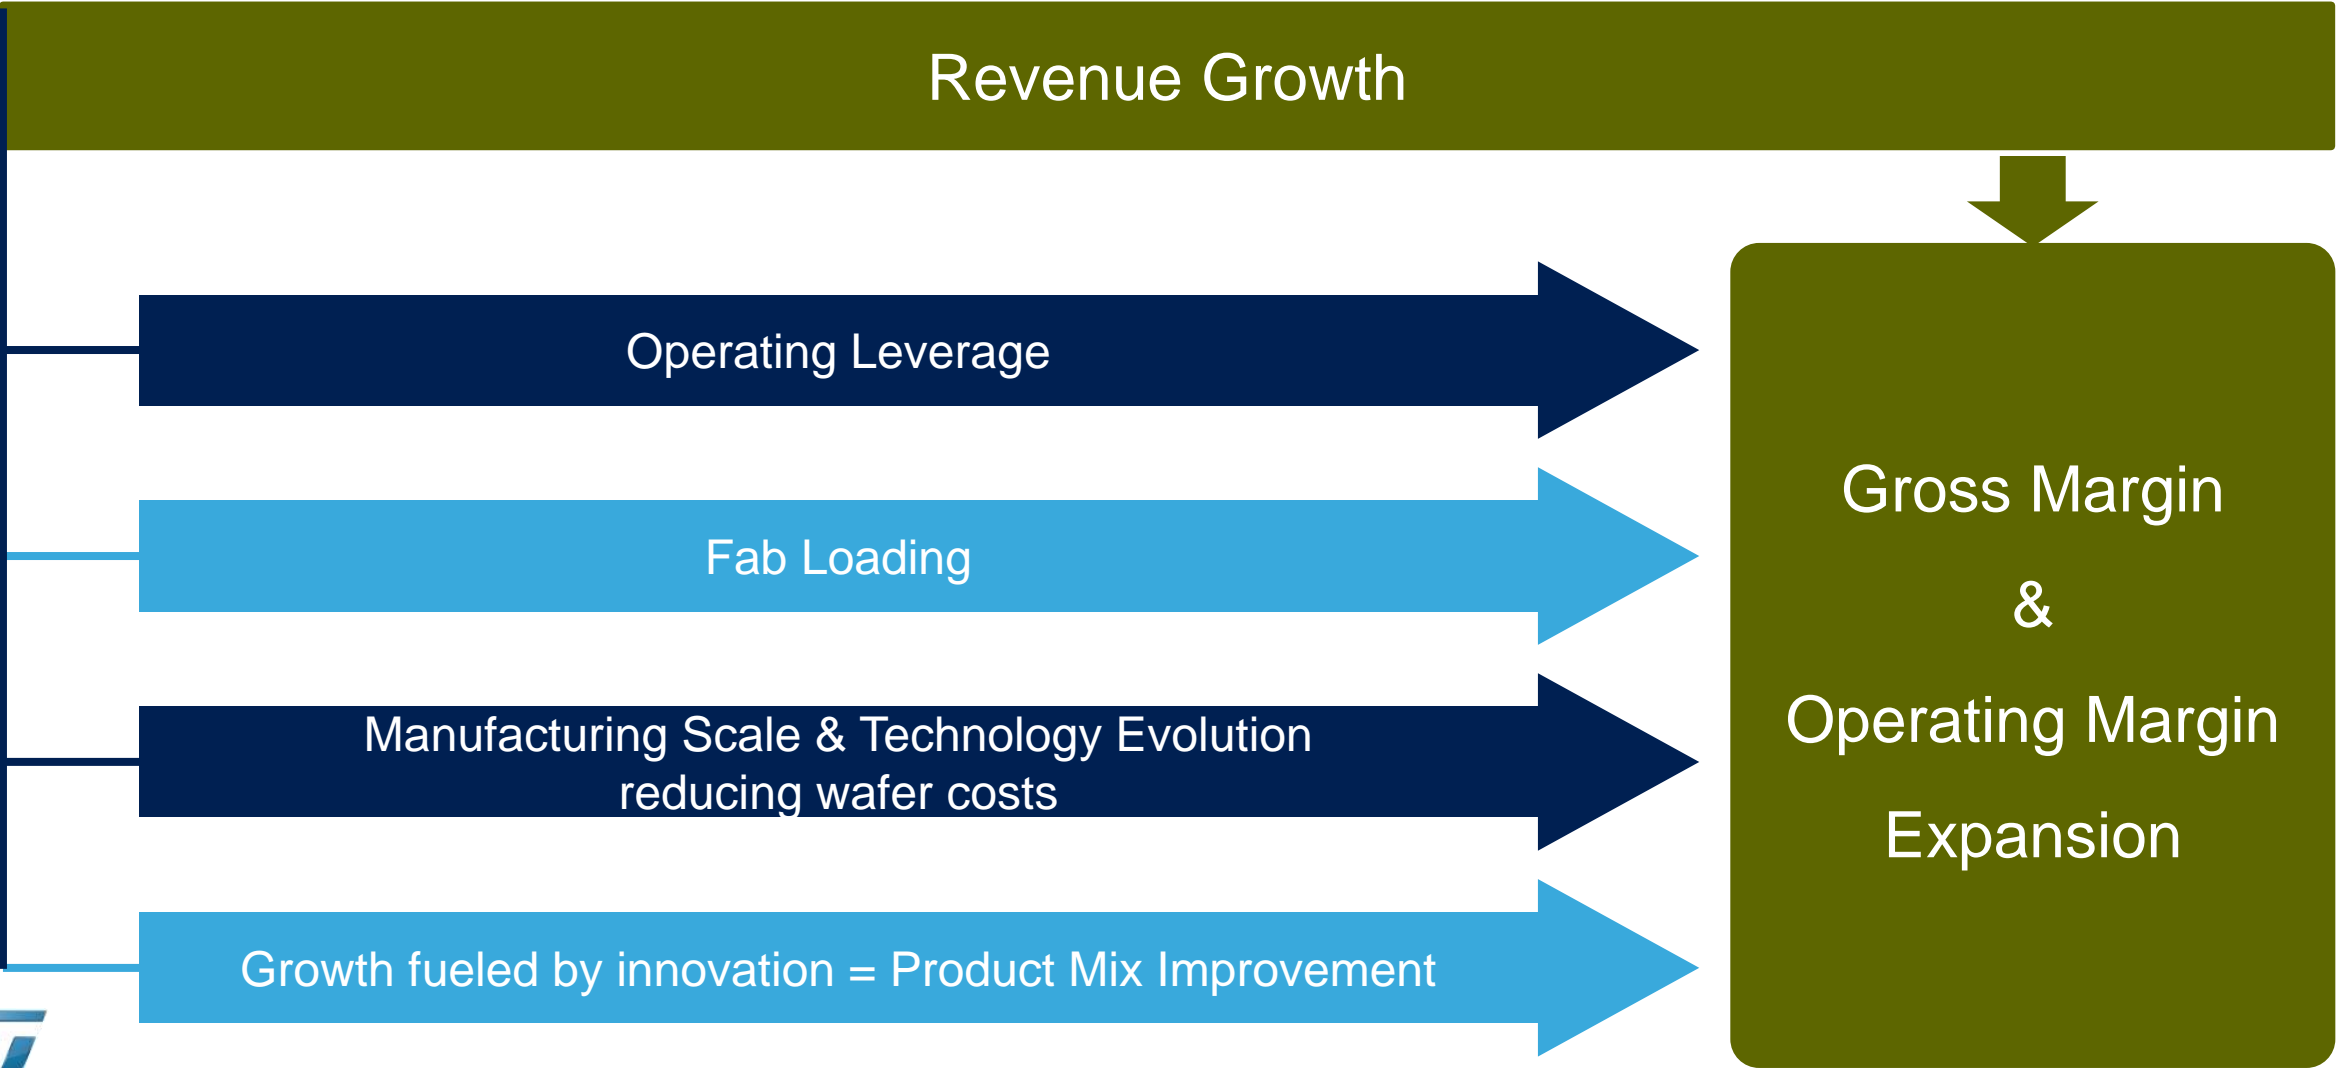 Revenue Growth
Operating Leverage
Fab Loading
Manufacturing Scale & Technology Evolution
reducing wafer costs
Growth fueled by innovation = Product Mix Improvement
Gross Margin
&
Operating Margin
Expansion